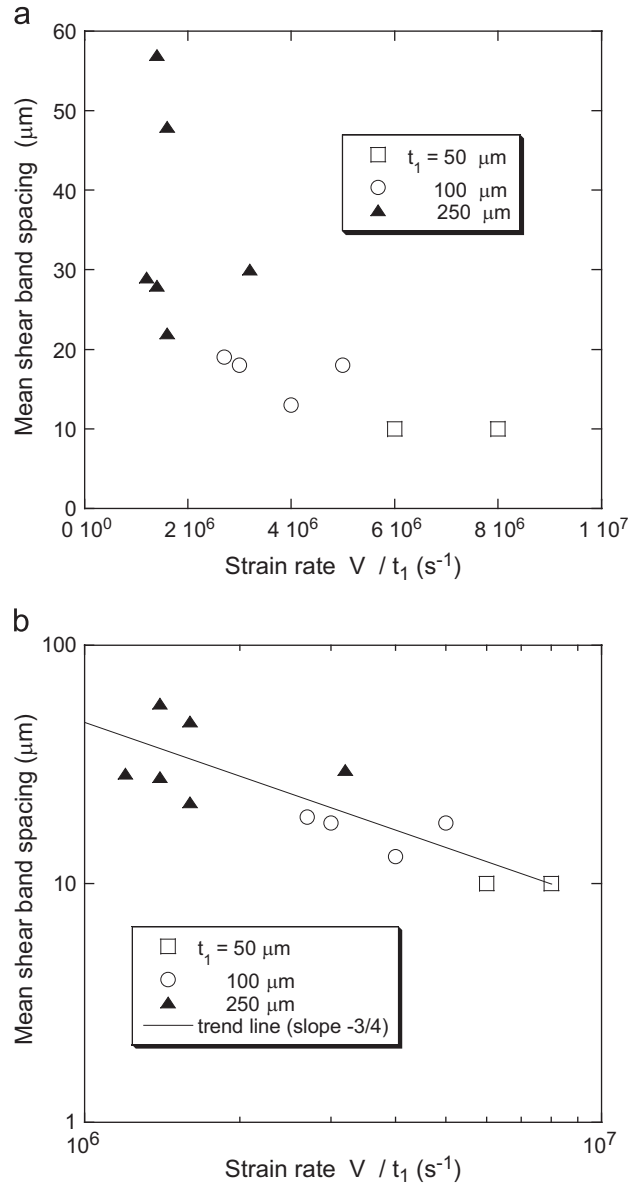 a
60
50
40
30
20
10
0
Mean shear band spacing (μm)
t₁ = 50 μm
100 μm
250 μm
0 10⁰
2 10⁶
4 10⁶
6 10⁶
8 10⁶
1 10⁷
Strain rate V / t₁ (s⁻¹)
b
100
10
1
Mean shear band spacing (μm)
t₁ = 50 μm
100 μm
250 μm
trend line (slope -3/4)
10⁶
10⁷
Strain rate V / t₁ (s⁻¹)